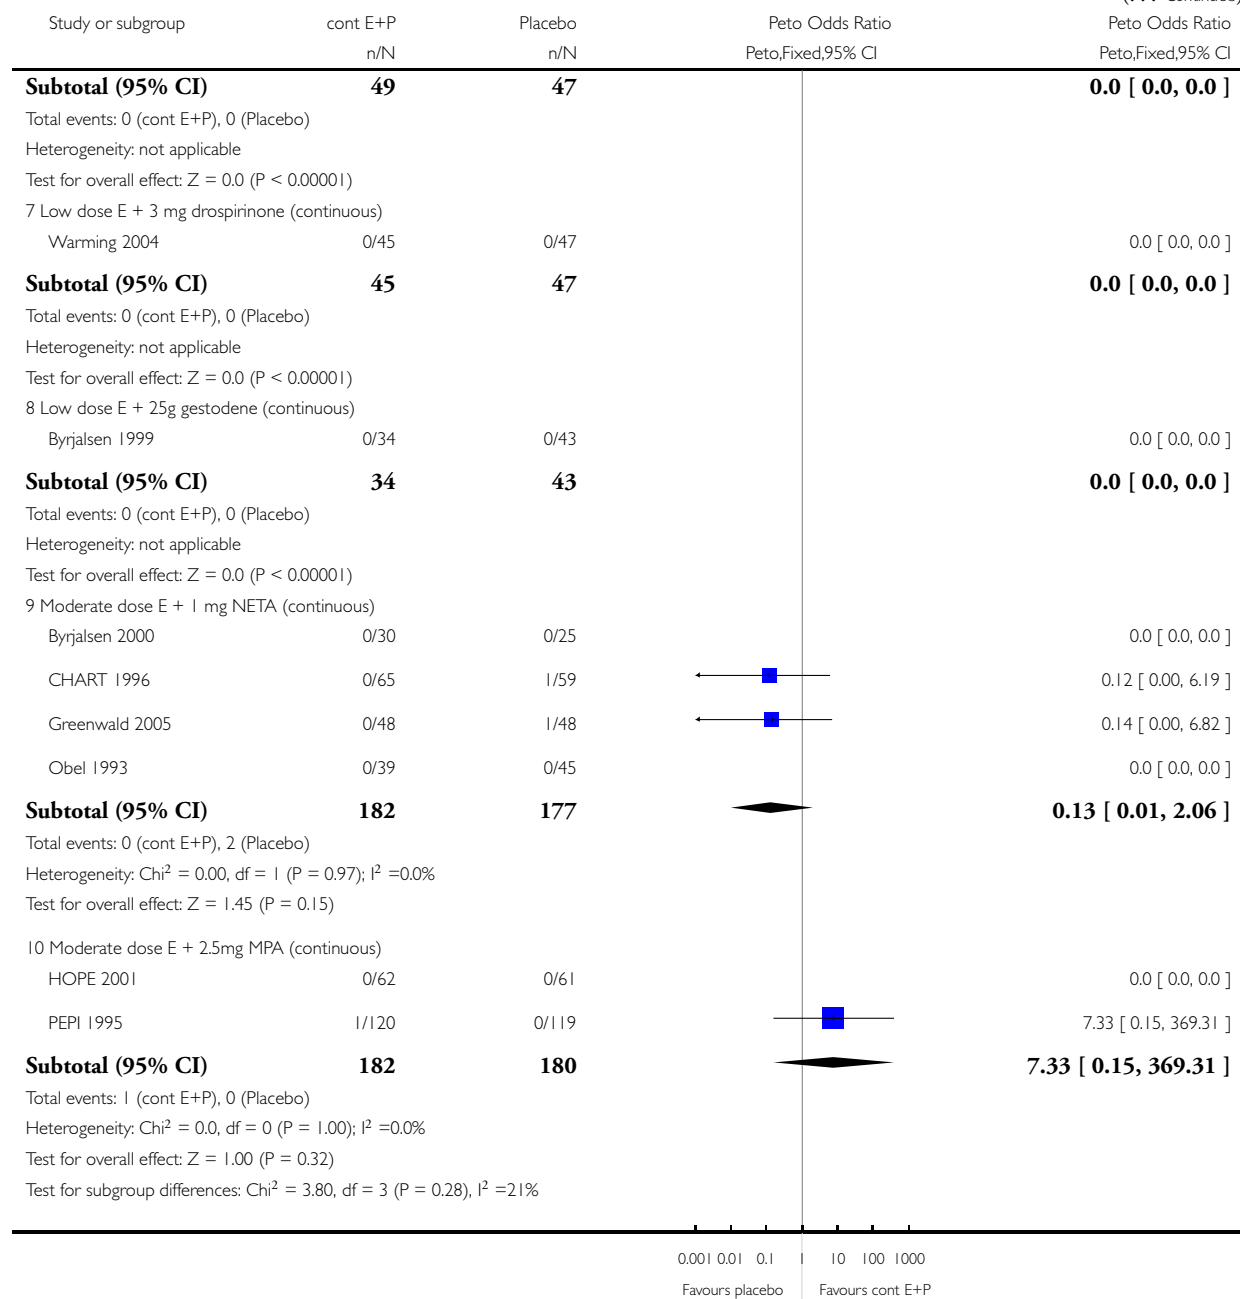 Continued)
Study or subgroup cont E+P Placebo Peto Odds Ratio Peto Odds Ratio
n/N n/N Peto,Fixed,95% CI Peto,Fixed,95% CI
Subtotal (95% CI) 49 47 0.0 [ 0.0, 0.0 ]
Total events: 0 (cont E+P), 0 (Placebo)
Heterogeneity: not applicable
Test for overall effect: Z = 0.0 (P < 0.00001)
7 Low dose E + 3 mg drospirinone (continuous)
Warming 2004 0/45 0/47 0.0 [ 0.0, 0.0 ]
Subtotal (95% CI) 45 47 0.0 [ 0.0, 0.0 ]
Total events: 0 (cont E+P), 0 (Placebo)
Heterogeneity: not applicable
Test for overall effect: Z = 0.0 (P < 0.00001)
8 Low dose E + 25g gestodene (continuous)
Byrjalsen 1999 0/34 0/43 0.0 [ 0.0, 0.0 ]
Subtotal (95% CI) 34 43 0.0 [ 0.0, 0.0 ]
Total events: 0 (cont E+P), 0 (Placebo)
Heterogeneity: not applicable
Test for overall effect: Z = 0.0 (P < 0.00001)
9 Moderate dose E + 1 mg NETA (continuous)
Byrjalsen 2000 0/30 0/25 0.0 [ 0.0, 0.0 ]
CHART 1996 0/65 1/59 0.12 [ 0.00, 6.19 ]
Greenwald 2005 0/48 1/48 0.14 [ 0.00, 6.82 ]
Obel 1993 0/39 0/45 0.0 [ 0.0, 0.0 ]
Subtotal (95% CI) 182 177 0.13 [ 0.01, 2.06 ]
Total events: 0 (cont E+P), 2 (Placebo)
Heterogeneity: Chi² = 0.00, df = 1 (P = 0.97); I² =0.0%
Test for overall effect: Z = 1.45 (P = 0.15)
10 Moderate dose E + 2.5mg MPA (continuous)
HOPE 2001 0/62 0/61 0.0 [ 0.0, 0.0 ]
PEPI 1995 1/120 0/119 7.33 [ 0.15, 369.31 ]
Subtotal (95% CI) 182 180 7.33 [ 0.15, 369.31 ]
Total events: 1 (cont E+P), 0 (Placebo)
Heterogeneity: Chi² = 0.0, df = 0 (P = 1.00); I² =0.0%
Test for overall effect: Z = 1.00 (P = 0.32)
Test for subgroup differences: Chi² = 3.80, df = 3 (P = 0.28), I² =21%
0.001 0.01 0.1 1 10 100 1000
Favours placebo Favours cont E+P